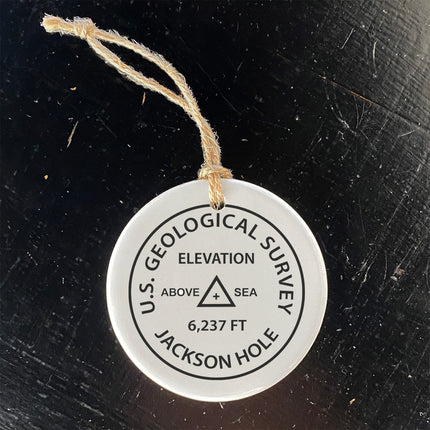 U.S. GEOLOGICAL SURVEY
ELEVATION
ABOVE SEA
6,237 FT
JACKSON HOLE